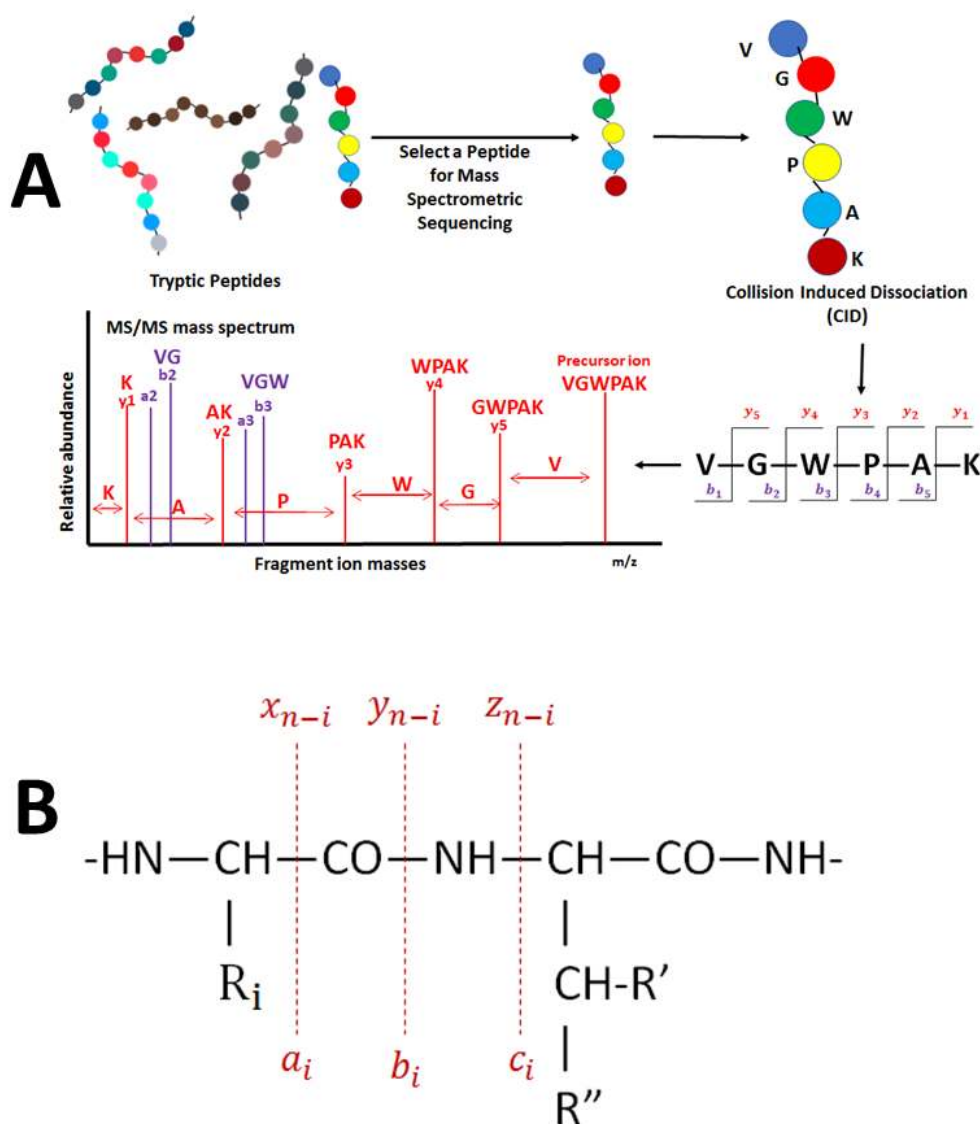 A
V
G
W
P
A
K
Select a Peptide
for Mass
Spectrometric
Sequencing
Tryptic Peptides
Collision Induced Dissociation
(CID)
MS/MS mass spectrum
Relative abundance
K
y1
a2
VG
b2
AK
y2
a3
VGW
b3
PAK
y3
WPAK
y4
GWPAK
y5
Precursor ion
VGWPAK
K
A
P
W
G
V
Fragment ion masses
m/z
y5 y4 y3 y2 y1
V G W P A K
b1 b2 b3 b4 b5
B
xn−i yn−i zn−i
-HN—CH—CO—NH—CH—CO—NH-
Ri
CH-R'
R"
ai bi ci